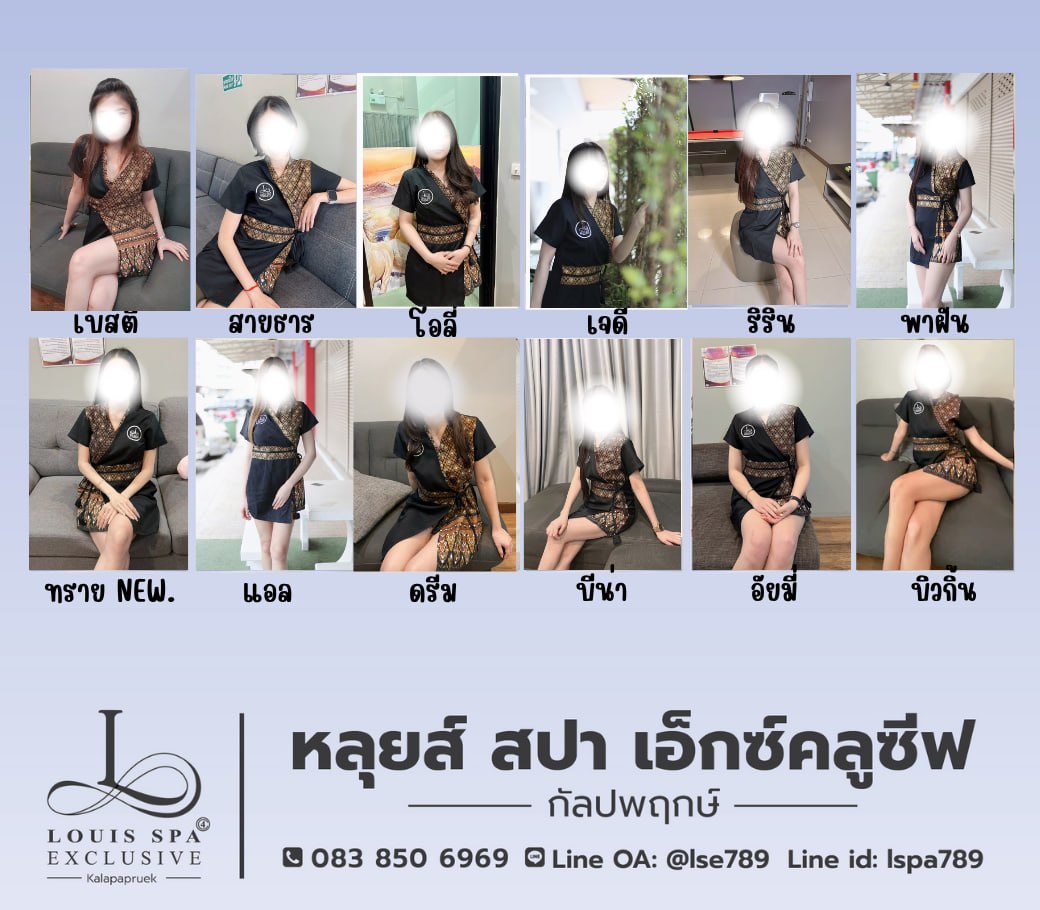 เบสต์ สายธาร โอลี่ เจดี ริริน พาฝัน
ทราย NEW. แอล ดรีม บีน่า อัยมี่ บิวกิ้น
LOUIS SPA
EXCLUSIVE
Kalapapruek
หลุยส์ สปา เอ็กซ์คลูซีฟ
กัลปพฤกษ์
083 850 6969 Line OA: @lse789 Line id: lspa789